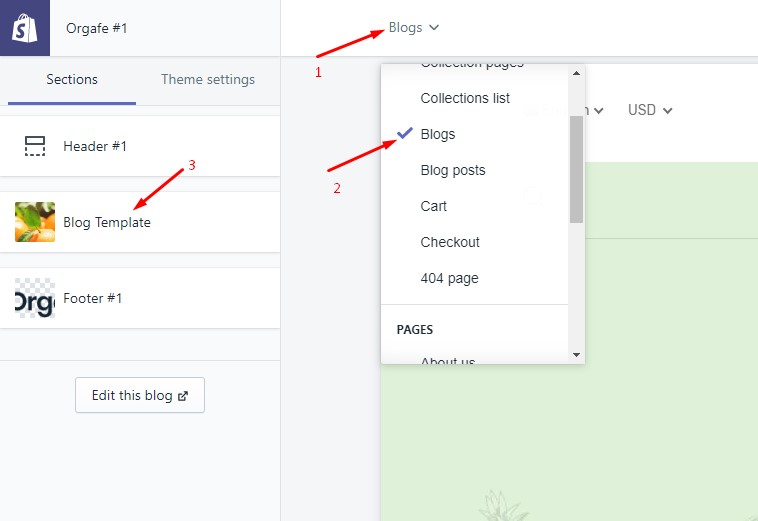 Orgafe #1
Blogs
1
Sections
Theme settings
Collection pages
Collections list
USD
Header #1
Blogs
3
Blog posts
2
Blog Template
Cart
Checkout
404 page
Footer #1
Orga
PAGES
About us
Edit this blog